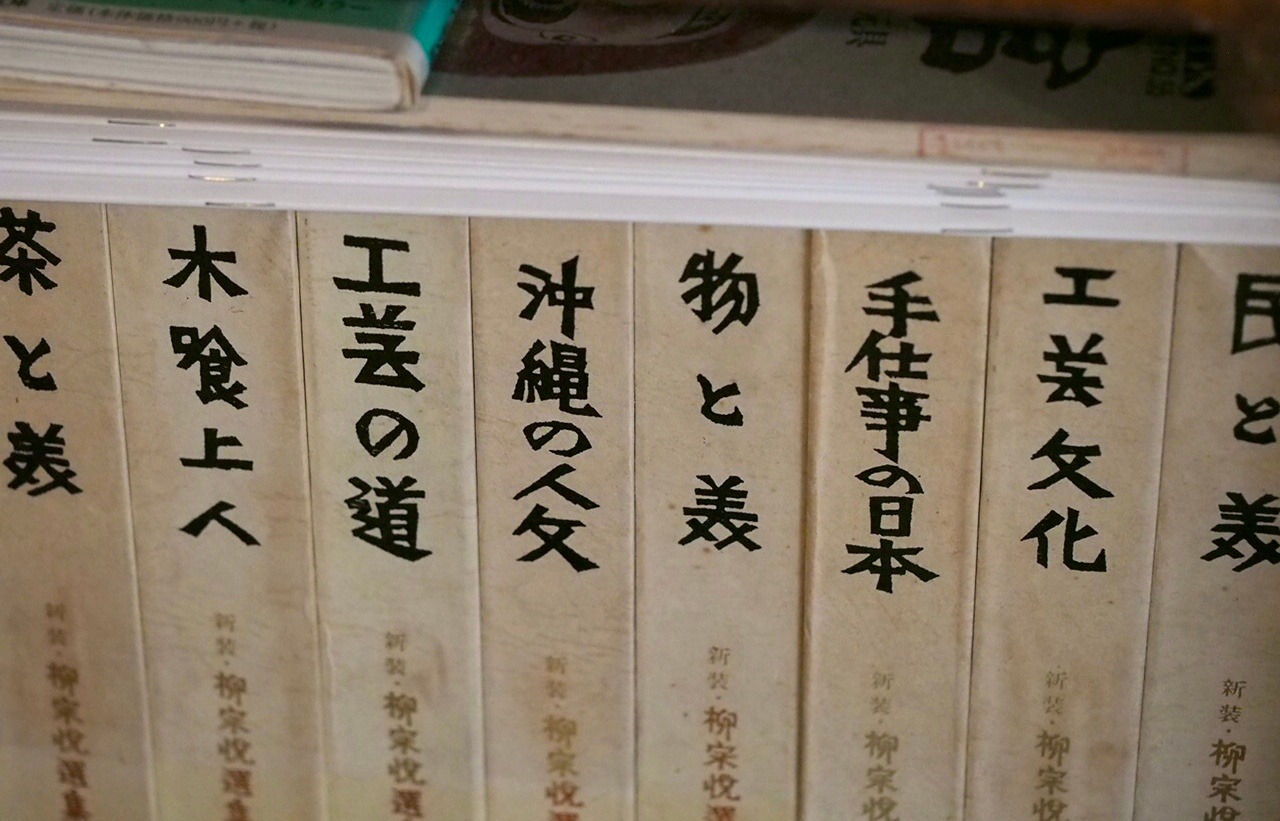 茶と美
新装・柳宗悦選集
木喰上人
新装・柳宗悦選集
工芸の道
新装・柳宗悦選
沖縄の人文
新装・柳宗悦選
物と美
新装・柳宗悦選
手仕事の日本
新装・柳宗悦
工芸文化
新装・柳宗悦
民と美
新装・柳宗悦